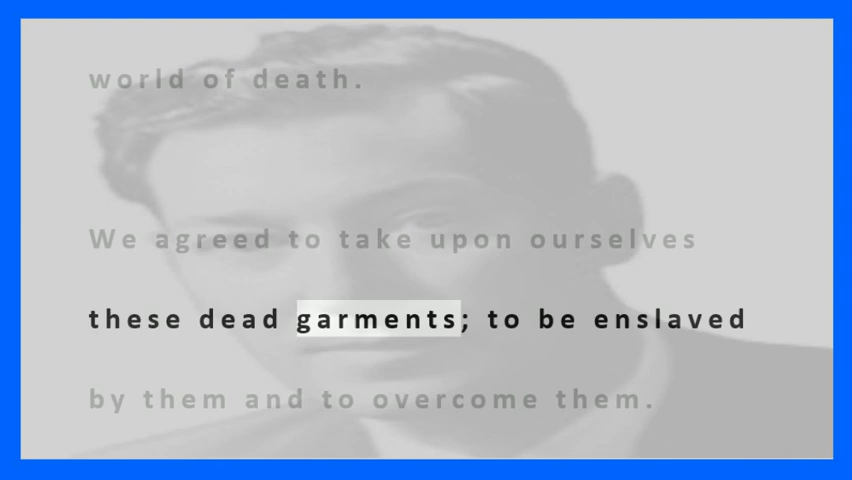 world of death.
We agreed to take upon ourselves
these dead garments; to be enslaved
by them and to overcome them.